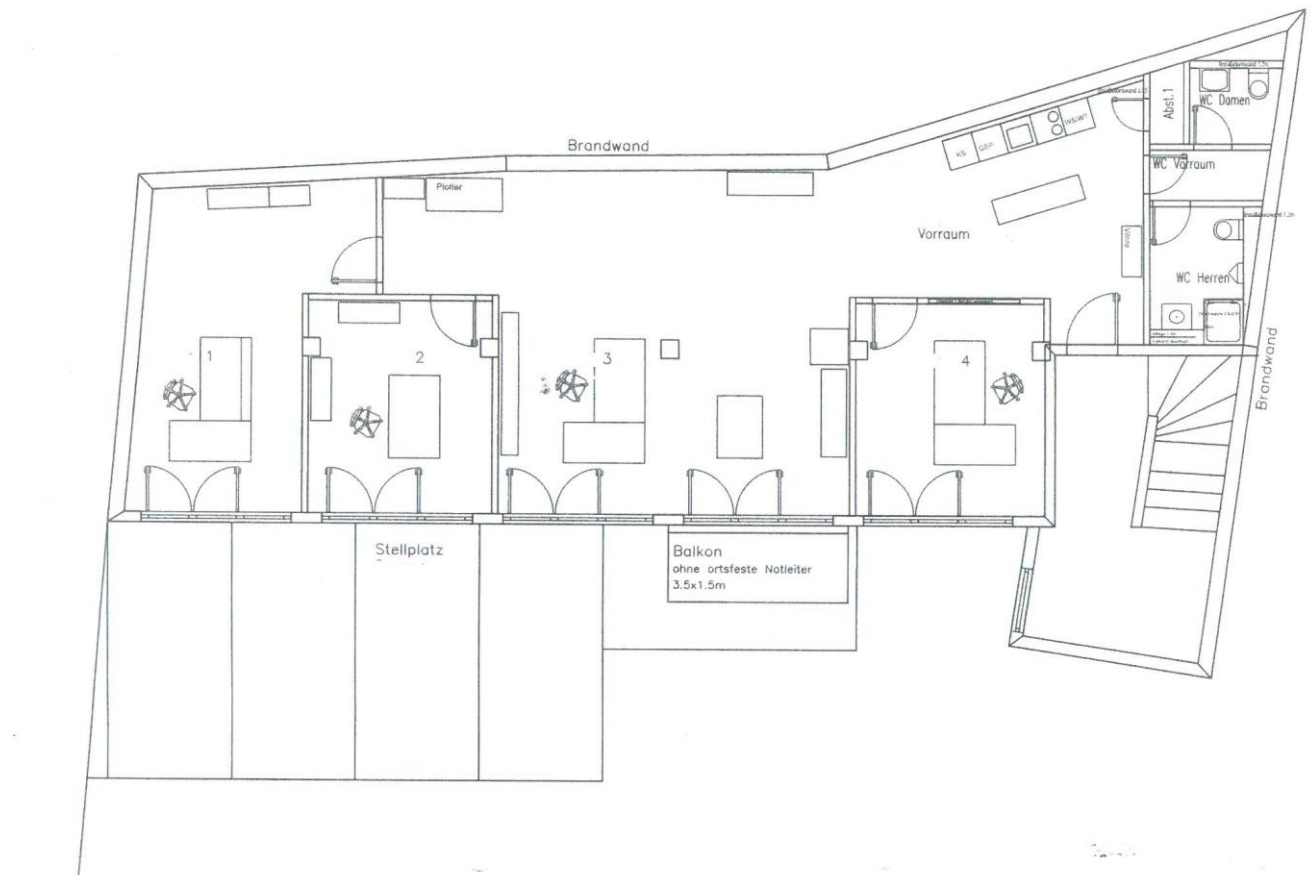 Brandwand
Abst.1
WC Damen
WC Vorraum
KS
GSP
WS/WT
Plotter
Vorraum
WC Herren
Brandwand
1
2
3
4
Stellplatz
Balkon
ohne ortsfeste Notleiter
3.5x1.5m